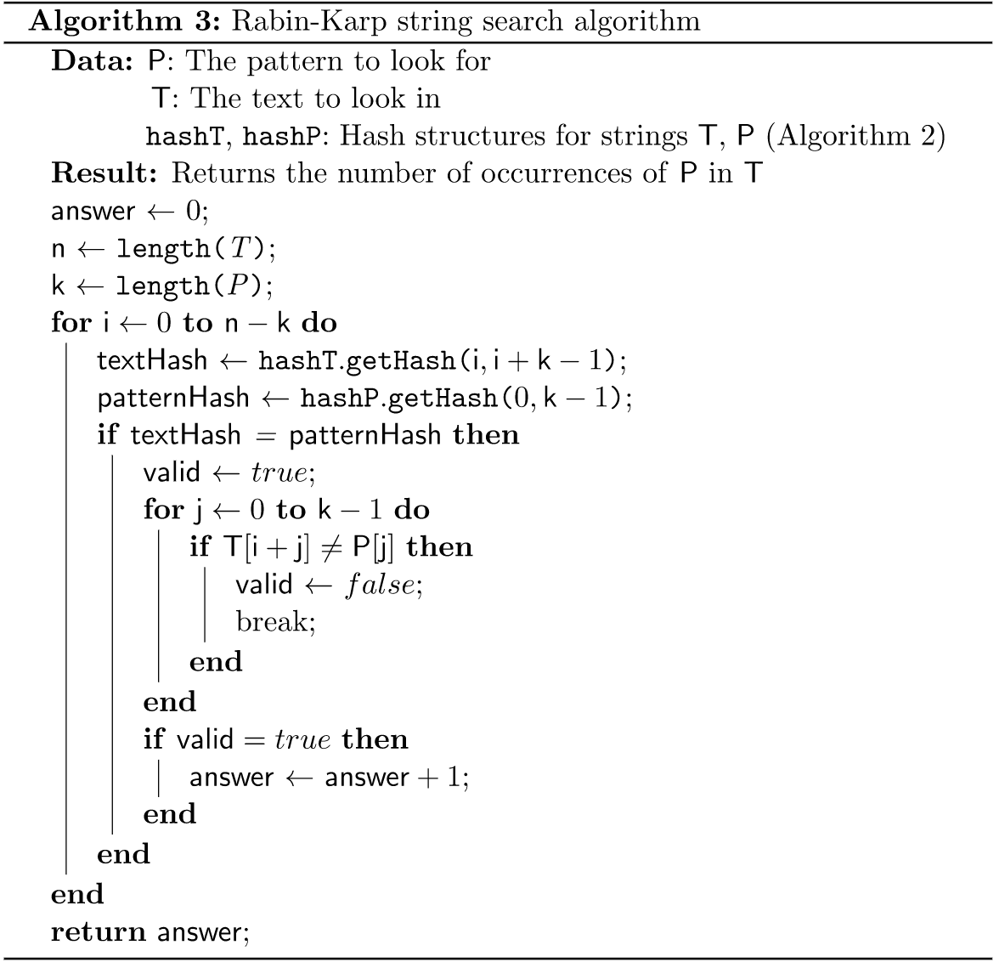 Algorithm 3: Rabin-Karp string search algorithm
Data: P: The pattern to look for
T: The text to look in
hashT, hashP: Hash structures for strings T, P (Algorithm 2)
Result: Returns the number of occurrences of P in T
answer ← 0;
n ← length(T);
k ← length(P);
for i ← 0 to n − k do
textHash ← hashT.getHash(i, i + k − 1);
patternHash ← hashP.getHash(0, k − 1);
if textHash = patternHash then
valid ← true;
for j ← 0 to k − 1 do
if T[i + j] ≠ P[j] then
valid ← false;
break;
end
end
if valid = true then
answer ← answer + 1;
end
end
end
return answer;